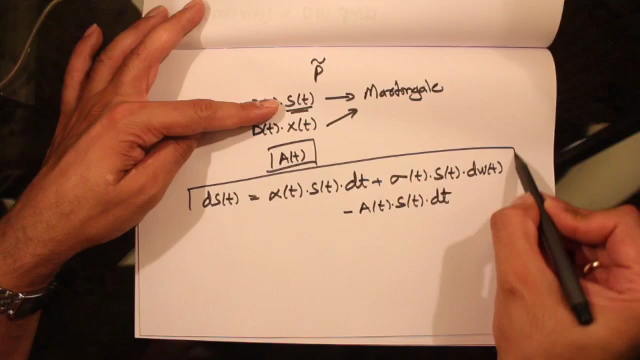 P̃
S(t) → Martingale
D(t)·X(t)
A(t)
dS(t) = α(t)·S(t)·dt + σ(t)·S(t)·dW(t)
− A(t)·S(t)·dt